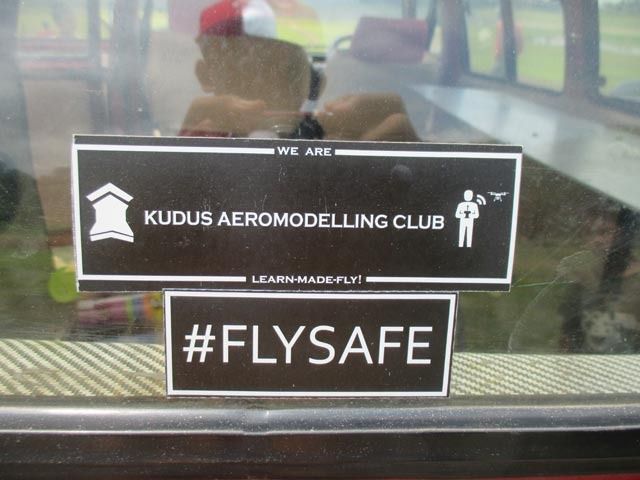 WE ARE
KUDUS AEROMODELLING CLUB
LEARN-MADE-FLY!
#FLYSAFE